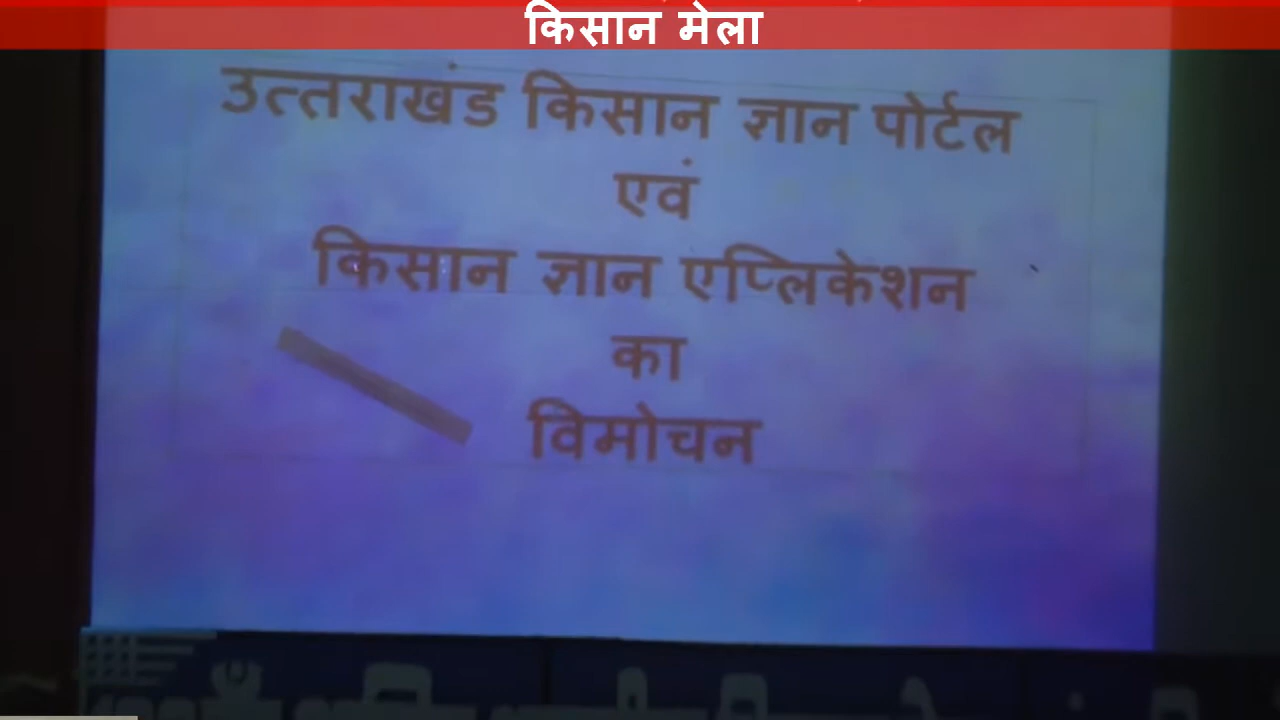 किसान मेला
उत्तराखंड किसान ज्ञान पोर्टल
एवं
किसान ज्ञान एप्लिकेशन
का
विमोचन